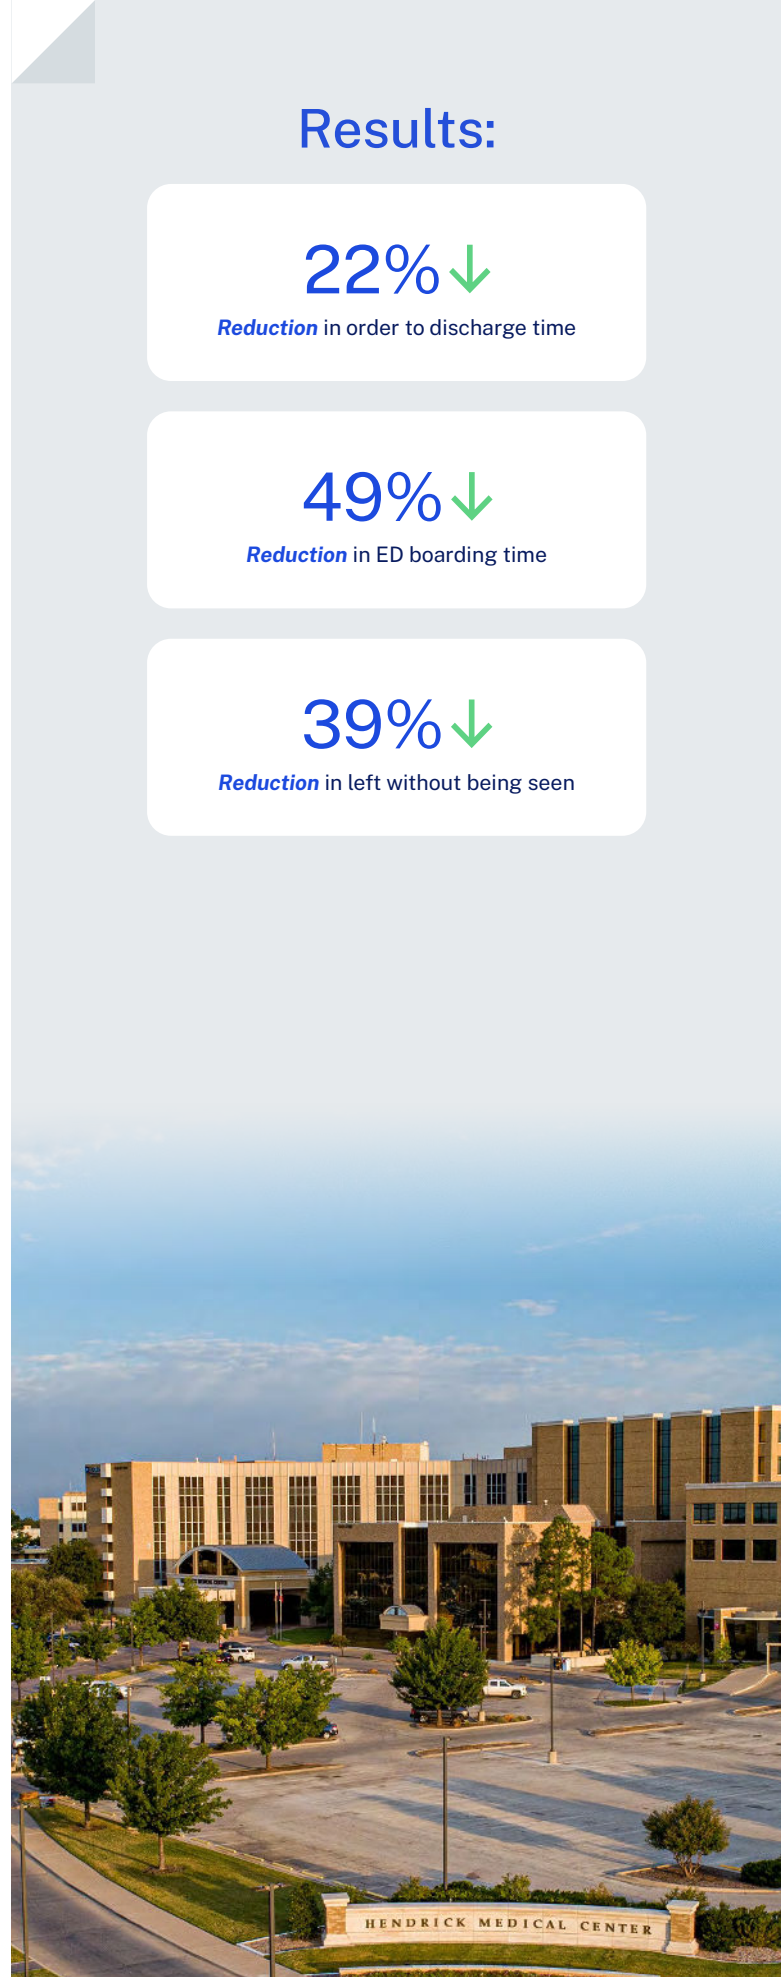 Results:
22%↓
Reduction in order to discharge time
49%↓
Reduction in ED boarding time
39%↓
Reduction in left without being seen
HENDRICK MEDICAL CENTER